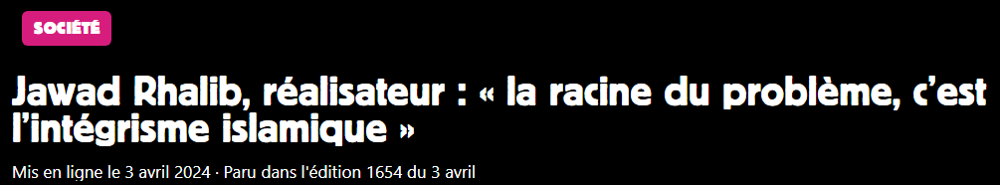 SOCIÉTÉ
Jawad Rhalib, réalisateur : « la racine du problème, c’est
l’intégrisme islamique »
Mis en ligne le 3 avril 2024 · Paru dans l'édition 1654 du 3 avril